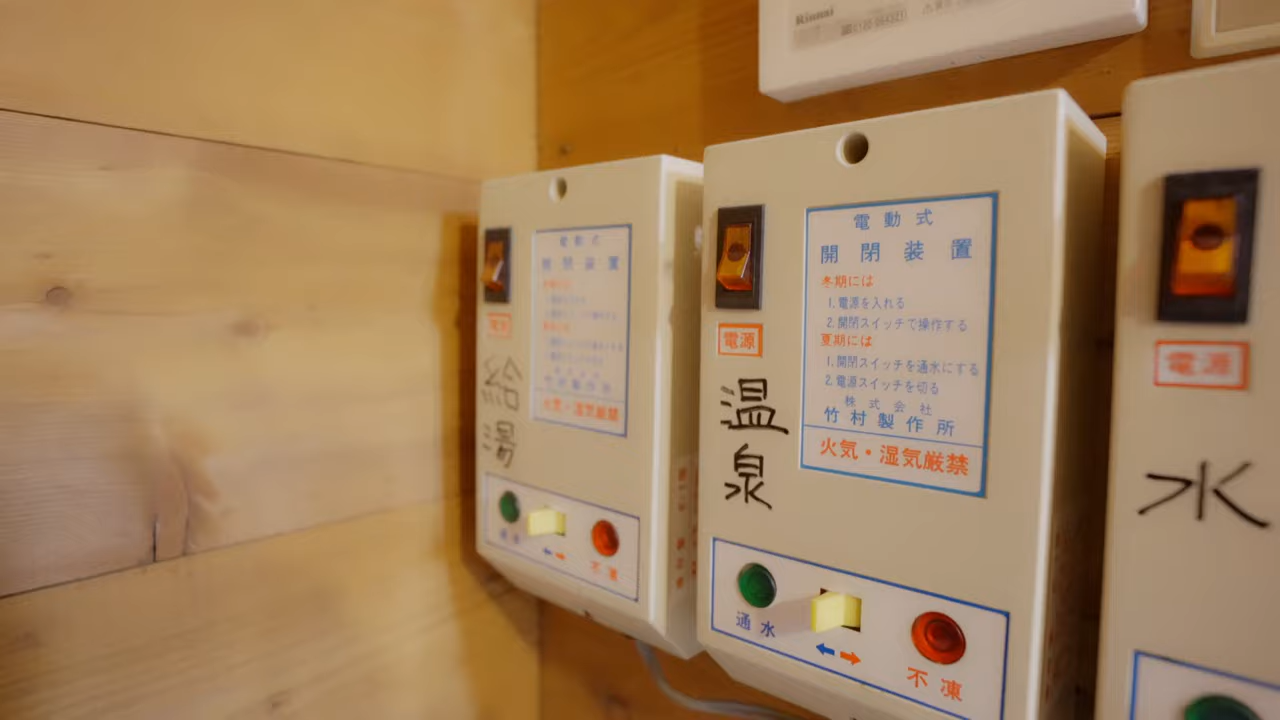 Rinnai
電源
給湯
火気・湿気厳禁
電動式
開閉装置
冬期には
1.電源を入れる
2.開閉スイッチで操作する
夏期には
1.開閉スイッチを通水にする
2.電源スイッチを切る
株式会社
竹村製作所
火気・湿気厳禁
電源
温泉
通水
不凍
電源
水